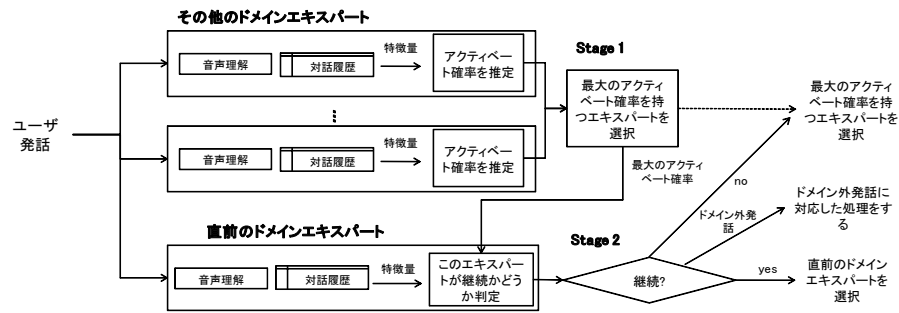 その他のドメインエキスパート
音声理解
対話履歴
特徴量
アクティベー
ト確率を推定
Stage 1
最大のアクティ
ベート確率を持
つエキスパートを
選択
最大のアクティ
ベート確率を持
つエキスパートを
選択
ユーザ
発話
...
音声理解
対話履歴
特徴量
アクティベー
ト確率を推定
最大のアクティ
ベート確率
no
ドメイン外発
話
ドメイン外発話に
対応した処理をす
る
直前のドメインエキスパート
Stage 2
音声理解
対話履歴
特徴量
このエキスパー
トが継続かどう
か判定
継続?
yes
直前のドメイン
エキスパートを
選択